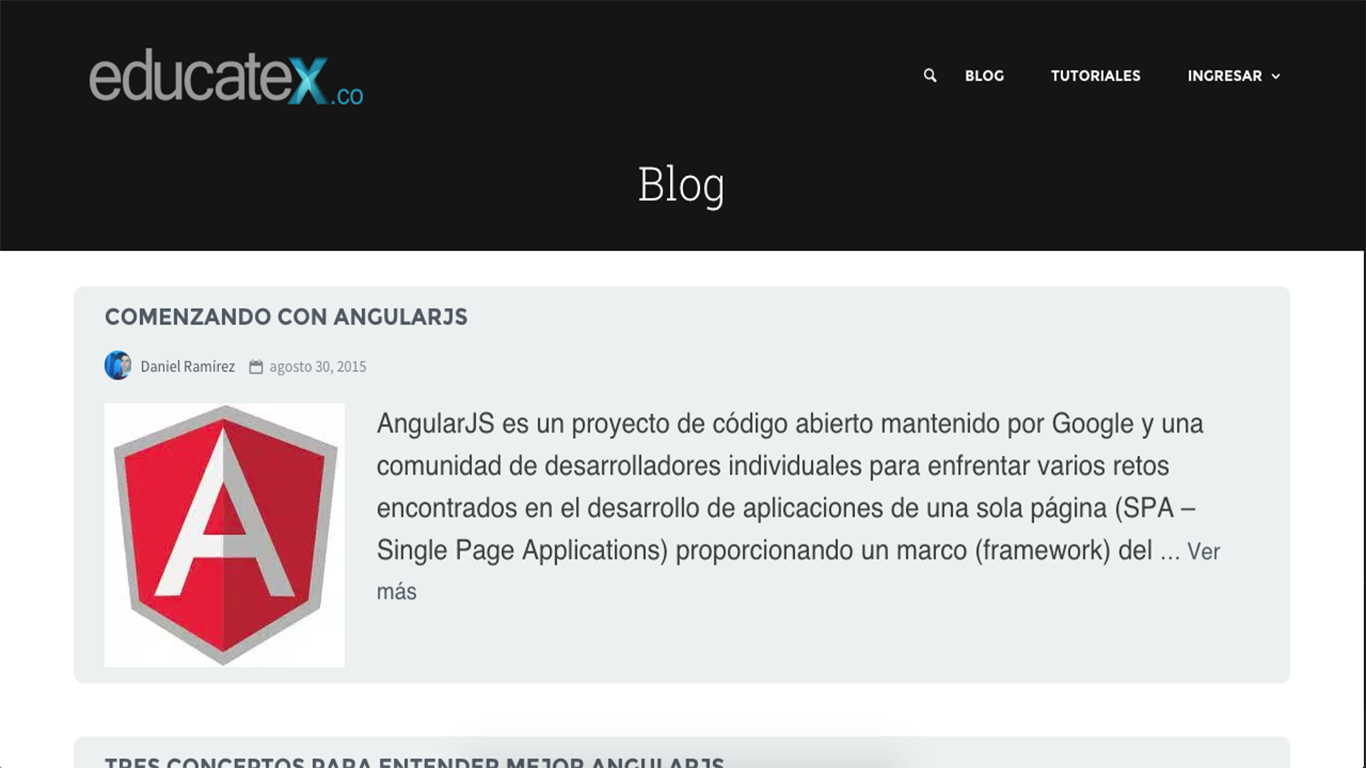 educatex.co
BLOG
TUTORIALES
INGRESAR
Blog
COMENZANDO CON ANGULARJS
Daniel Ramírez agosto 30, 2015
A
AngularJS es un proyecto de código abierto mantenido por Google y una
comunidad de desarrolladores individuales para enfrentar varios retos
encontrados en el desarrollo de aplicaciones de una sola página (SPA –
Single Page Applications) proporcionando un marco (framework) del ... Ver
más
TRES CONCEPTOS PARA ENTENDER MEJOR ANGULARJS